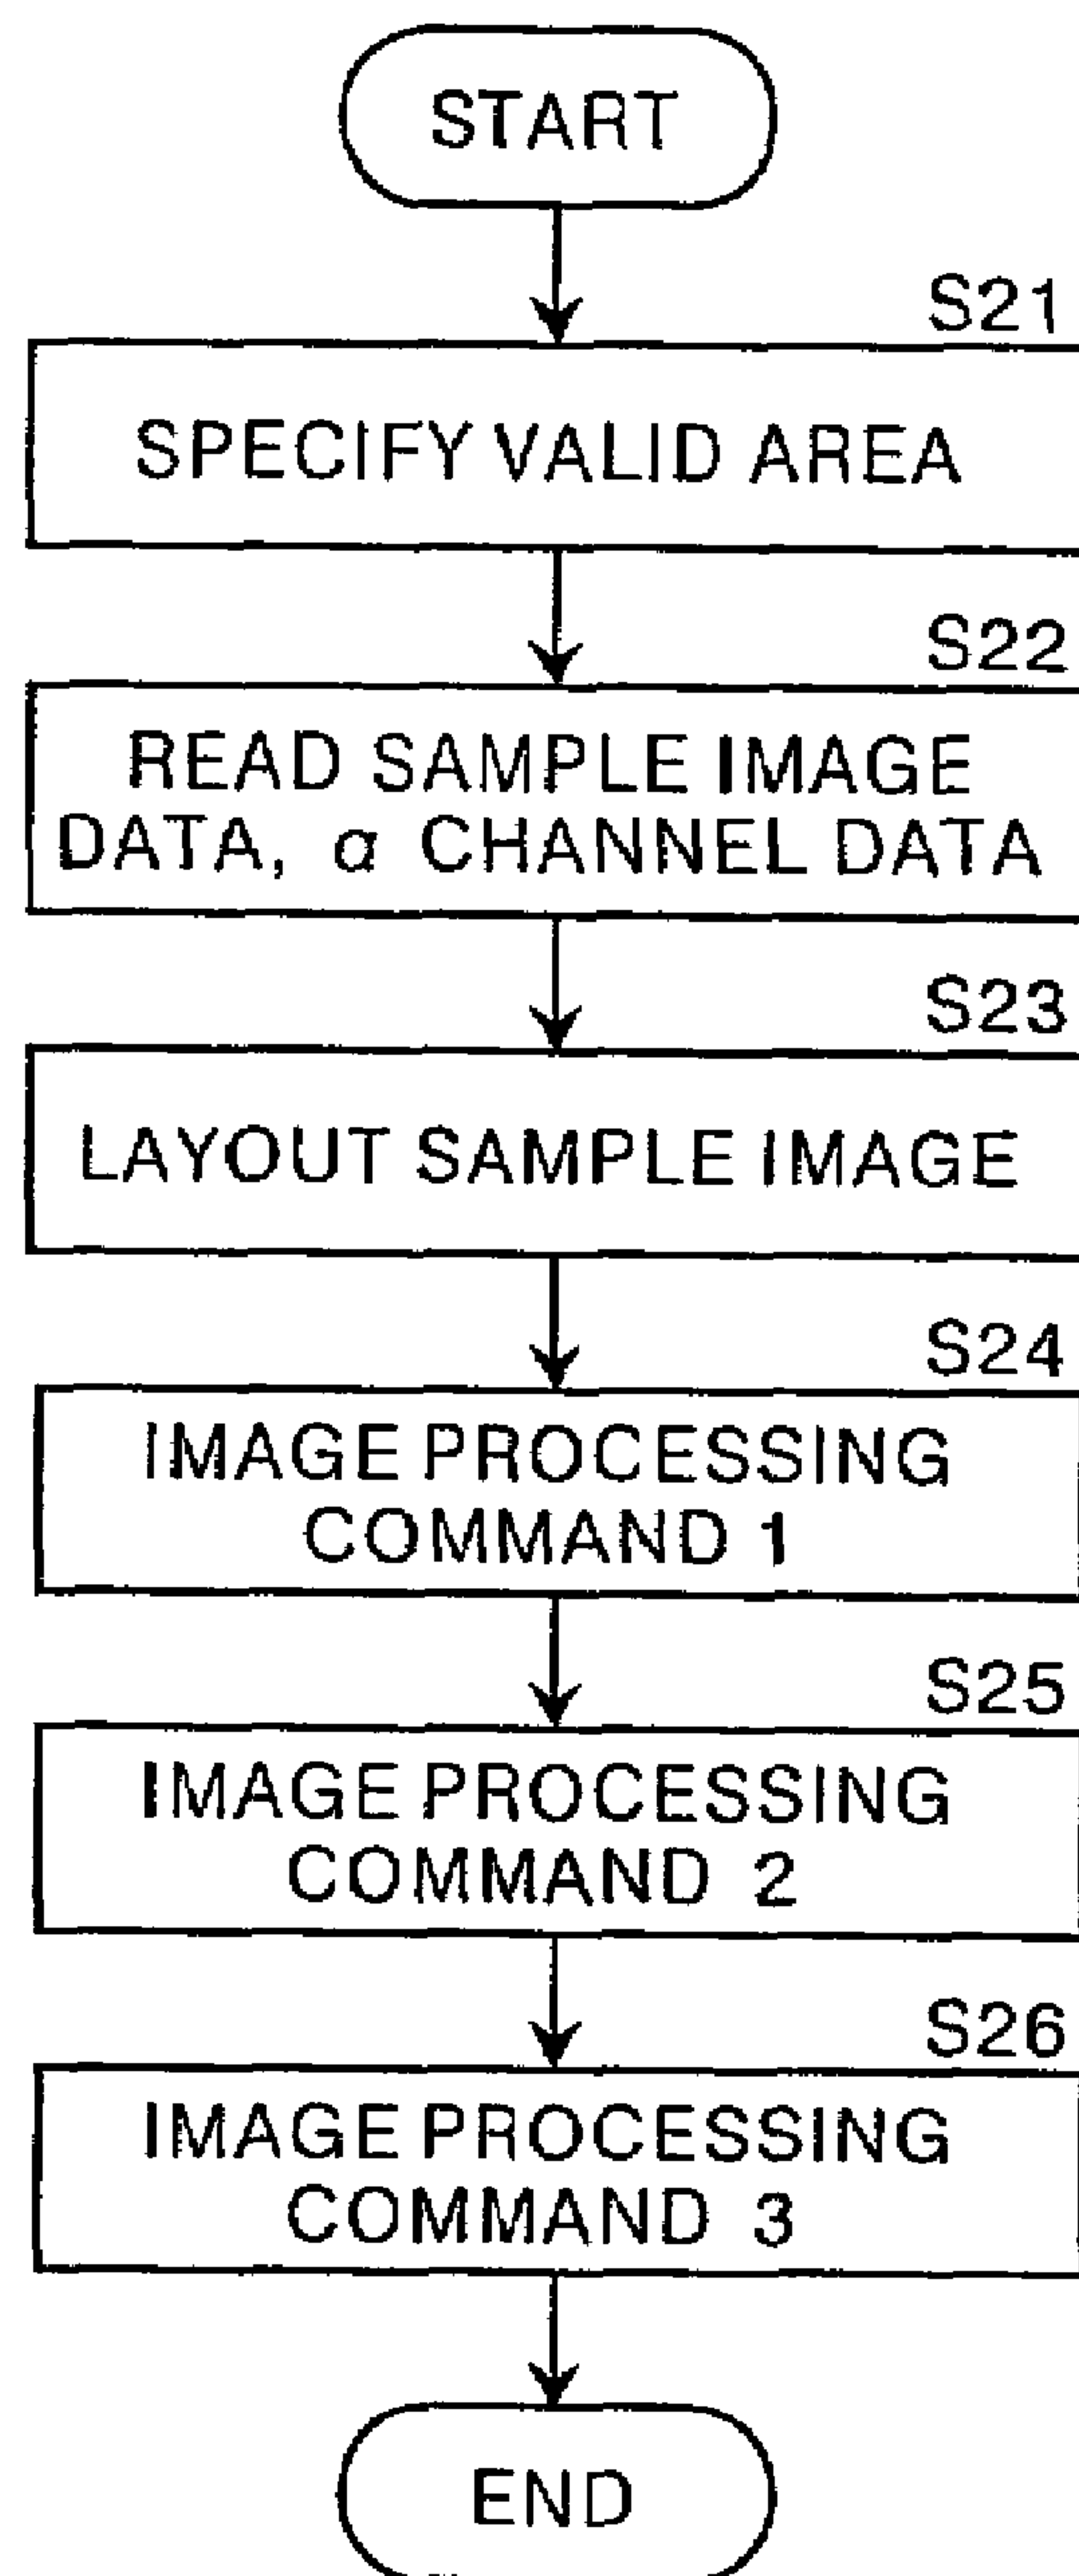 START
S21
SPECIFY VALID AREA
S22
READ SAMPLE IMAGE
DATA, α CHANNEL DATA
S23
LAYOUT SAMPLE IMAGE
S24
IMAGE PROCESSING
COMMAND 1
S25
IMAGE PROCESSING
COMMAND 2
S26
IMAGE PROCESSING
COMMAND 3
END